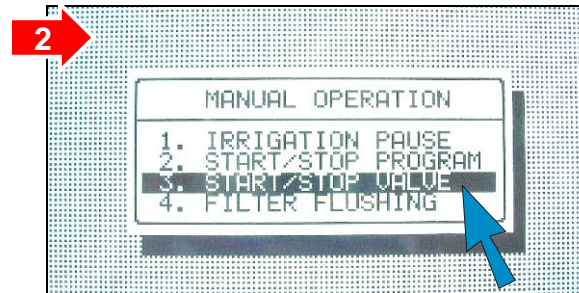 2
MANUAL OPERATION
1. IRRIGATION PAUSE
2. START/STOP PROGRAM
3. START/STOP VALVE
4. FILTER FLUSHING